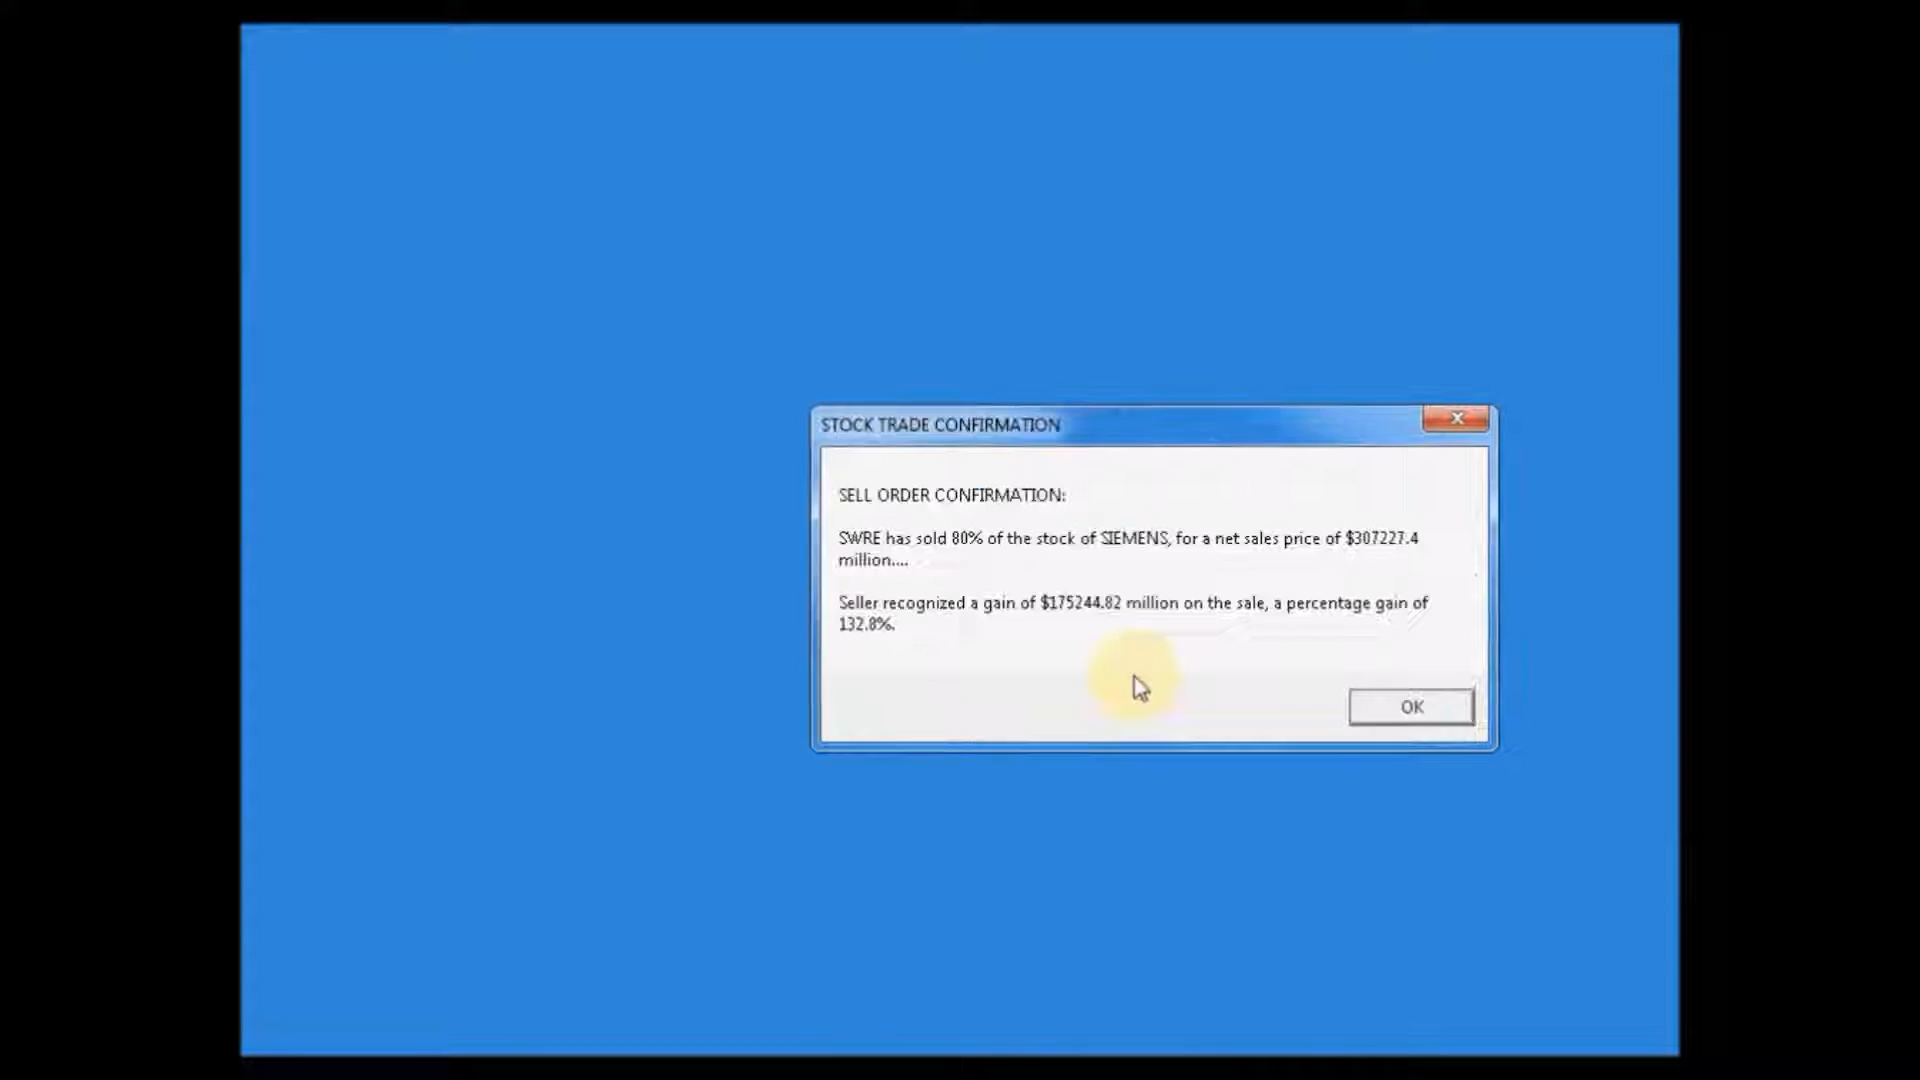 STOCK TRADE CONFIRMATION
SELL ORDER CONFIRMATION:
SWRE has sold 80% of the stock of SIEMENS, for a net sales price of $307227.4
million....
Seller recognized a gain of $175244.82 million on the sale, a percentage gain of
132.8%.
OK